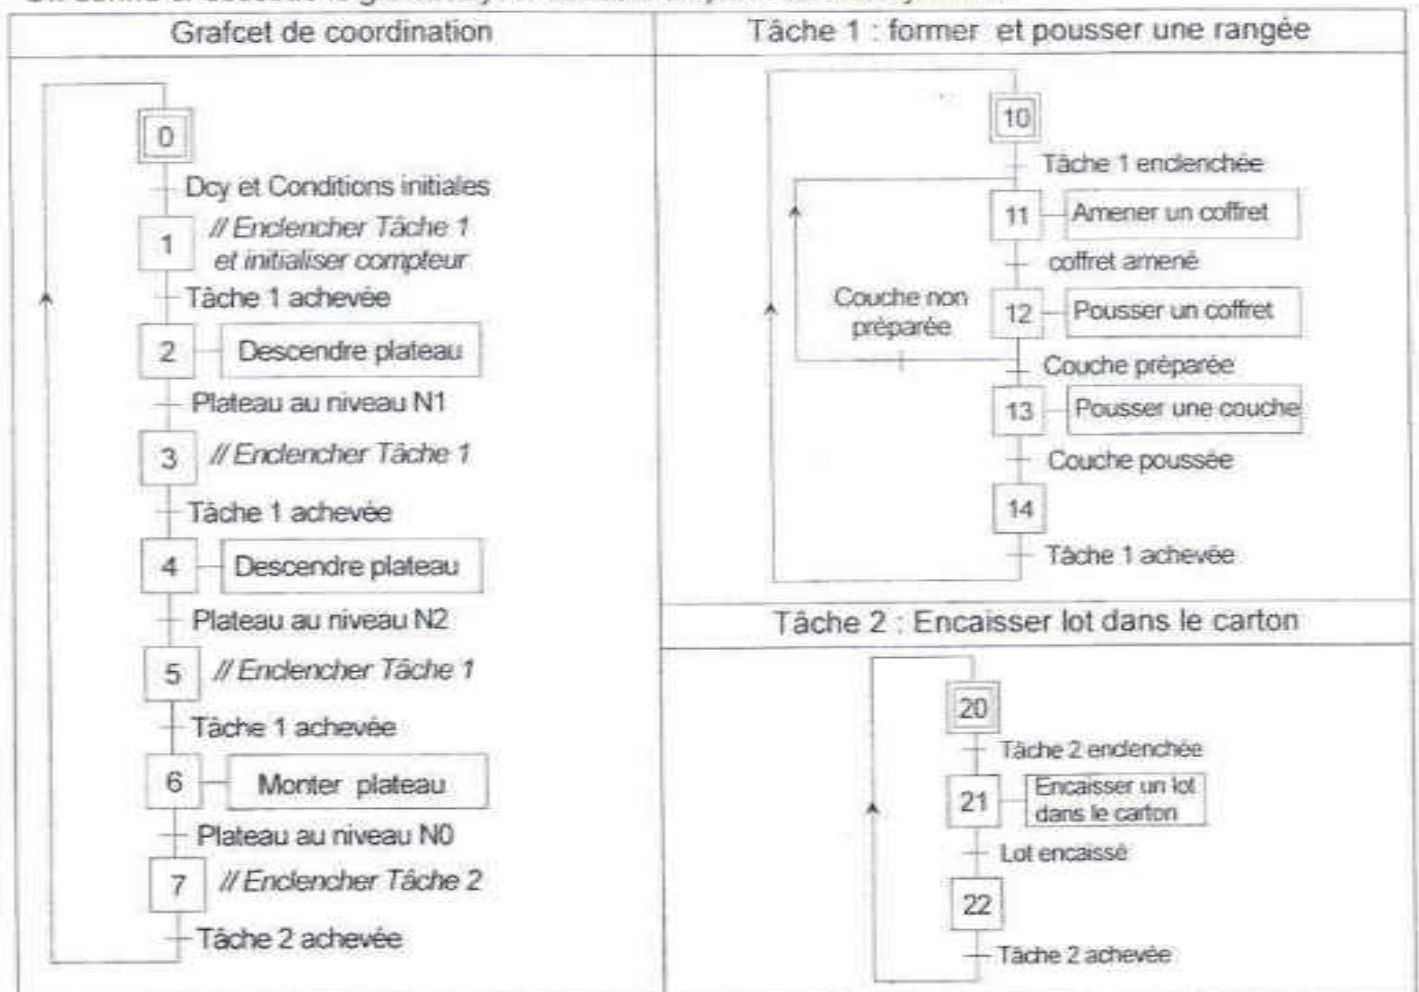 Grafcet de coordination
0
Dcy et Conditions initiales
1
// Enclencher Tâche 1
et initialiser compteur
Tâche 1 achevée
2
Descendre plateau
Plateau au niveau N1
3
// Enclencher Tâche 1
Tâche 1 achevée
4
Descendre plateau
Plateau au niveau N2
5
// Enclencher Tâche 1
Tâche 1 achevée
6
Monter plateau
Plateau au niveau N0
7
// Enclencher Tâche 2
Tâche 2 achevée
Tâche 1 : former et pousser une rangée
10
Tâche 1 enclenchée
11
Amener un coffret
coffret amené
Couche non
préparée
12
Pousser un coffret
Couche préparée
13
Pousser une couche
Couche poussée
14
Tâche 1 achevée
Tâche 2 : Encaisser lot dans le carton
20
Tâche 2 enclenchée
21
Encaisser un lot
dans le carton
Lot encaissé
22
Tâche 2 achevée